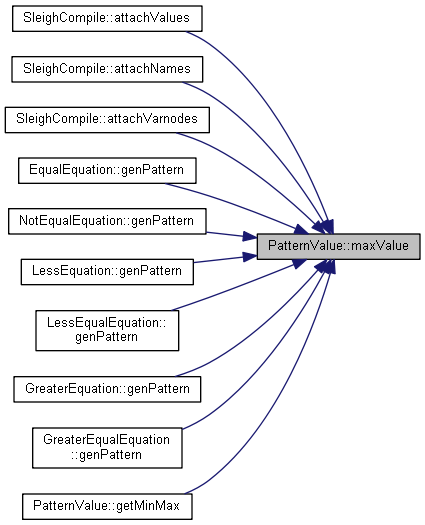 SleighCompile::attachValues
SleighCompile::attachNames
SleighCompile::attachVarnodes
EqualEquation::genPattern
NotEqualEquation::genPattern
PatternValue::maxValue
LessEquation::genPattern
LessEqualEquation::
genPattern
GreaterEquation::genPattern
GreaterEqualEquation
::genPattern
PatternValue::getMinMax